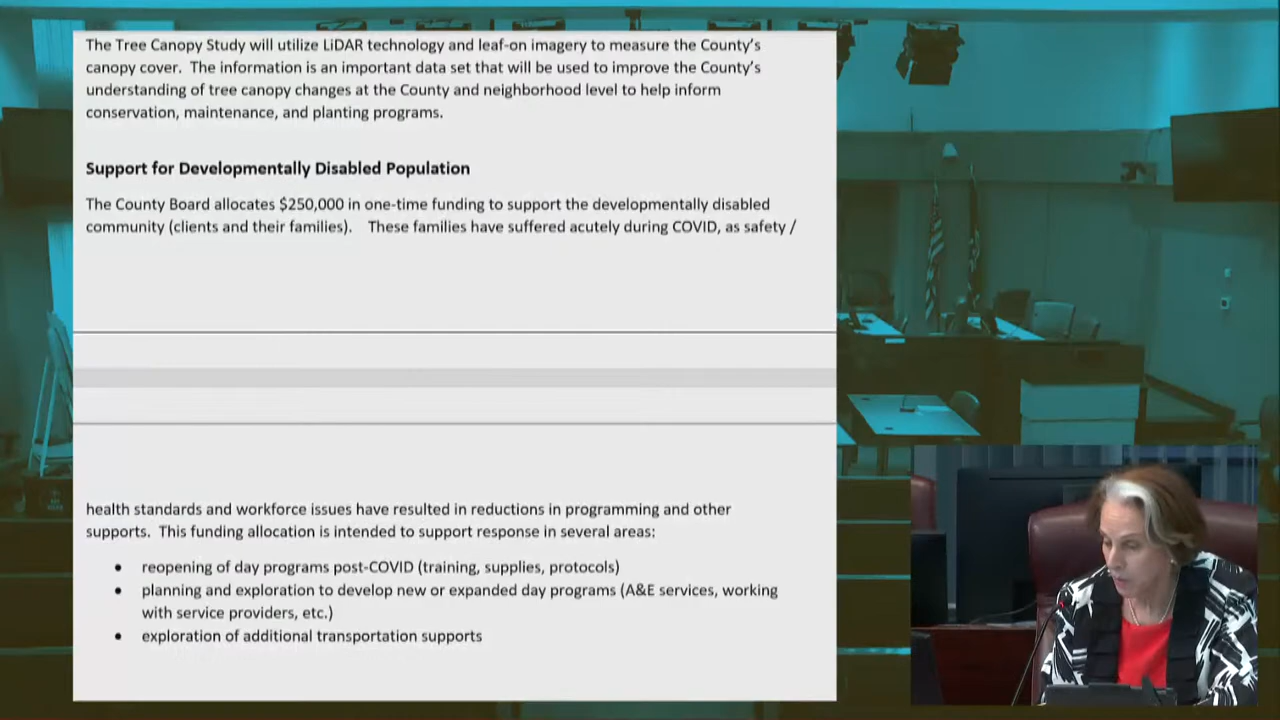 The Tree Canopy Study will utilize LiDAR technology and leaf-on imagery to measure the County's
canopy cover.  The information is an important data set that will be used to improve the County's
understanding of tree canopy changes at the County and neighborhood level to help inform
conservation, maintenance, and planting programs.
Support for Developmentally Disabled Population
The County Board allocates $250,000 in one-time funding to support the developmentally disabled
community (clients and their families).    These families have suffered acutely during COVID, as safety /
health standards and workforce issues have resulted in reductions in programming and other
supports.  This funding allocation is intended to support response in several areas:
• reopening of day programs post-COVID (training, supplies, protocols)
• planning and exploration to develop new or expanded day programs (A&E services, working
with service providers, etc.)
• exploration of additional transportation supports